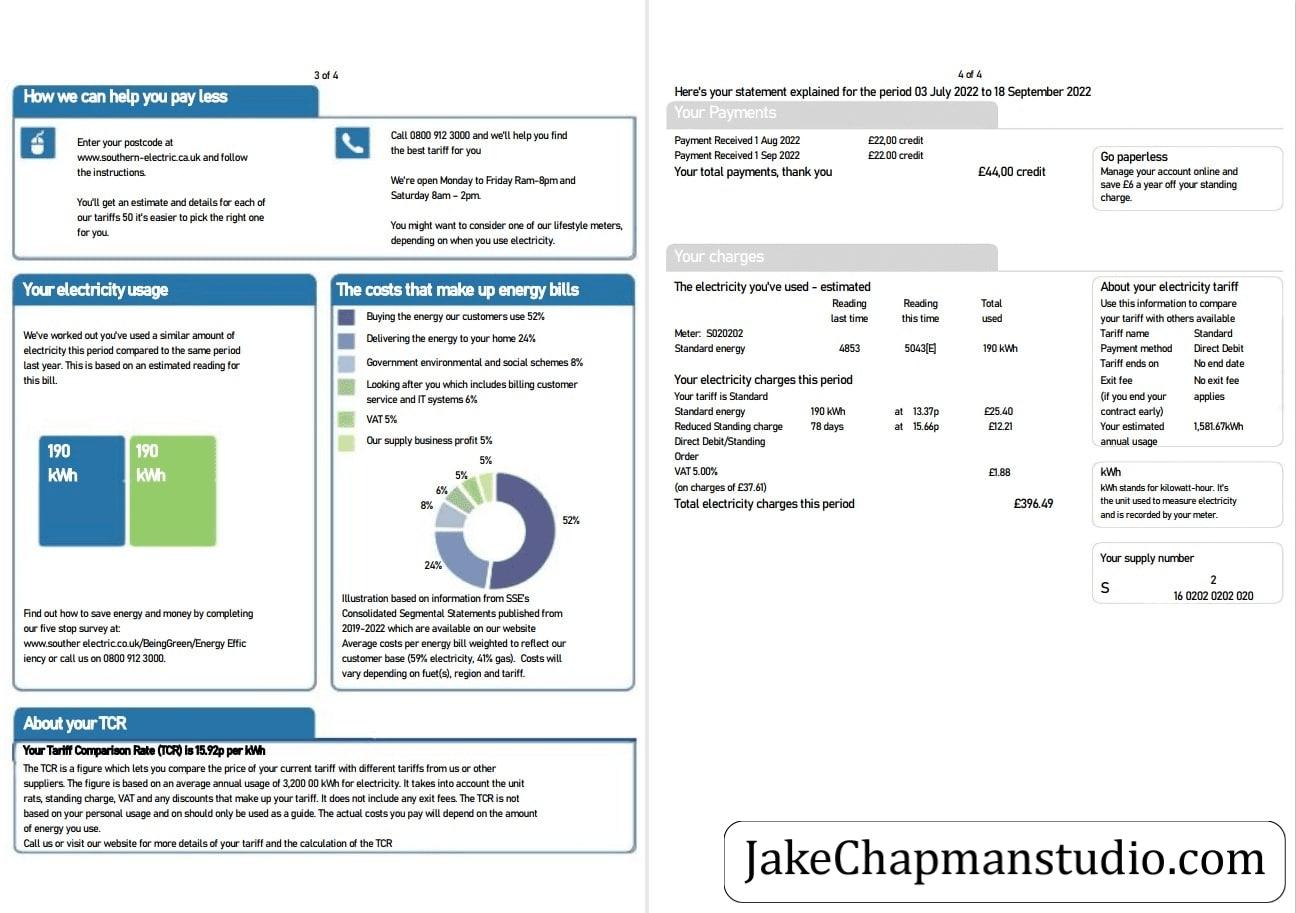 3 of 4
How we can help you pay less
Enter your postcode at
www.southern-electric.ca.uk and follow
the instructions.
You'll get an estimate and details for each of
our tariffs 50 it's easier to pick the right one
for you.
Call 0800 912 3000 and we'll help you find
the best tariff for you
We're open Monday to Friday Ram-8pm and
Saturday 8am – 2pm.
You might want to consider one of our lifestyle meters,
depending on when you use electricity.
Your electricity usage
We've worked out you've used a similar amount of
electricity this period compared to the same period
last year. This is based on an estimated reading for
this bill.
190
kWh
190
kWh
Find out how to save energy and money by completing
our five stop survey at:
www.souther electric.co.uk/BeingGreen/Energy Effic
iency or call us on 0800 912 3000.
The costs that make up energy bills
Buying the energy our customers use 52%
Delivering the energy to your home 24%
Government environmental and social schemes 8%
Looking after you which includes billing customer
service and IT systems 6%
VAT 5%
Our supply business profit 5%
5%
5%
6%
8%
52%
24%
Illustration based on information from SSE's
Consolidated Segmental Statements published from
2019-2022 which are available on our website
Average costs per energy bill weighted to reflect our
customer base (59% electricity, 41% gas). Costs will
vary depending on fuet(s), region and tariff.
About your TCR
Your Tariff Comparison Rate (TCR) is 15.92p per kWh
The TCR is a figure which lets you compare the price of your current tariff with different tariffs from us or other
suppliers. The figure is based on an average annual usage of 3,200 00 kWh for electricity. It takes into account the unit
rats, standing charge, VAT and any discounts that make up your tariff. It does not include any exit fees. The TCR is not
based on your personal usage and on should only be used as a guide. The actual costs you pay will depend on the amount
of energy you use.
Call us or visit our website for more details of your tariff and the calculation of the TCR
4 of 4
Here's your statement explained for the period 03 July 2022 to 18 September 2022
Your Payments
Payment Received 1 Aug 2022 £22,00 credit
Payment Received 1 Sep 2022 £22.00 credit
Your total payments, thank you £44,00 credit
Go paperless
Manage your account online and
save £6 a year off your standing
charge.
Your charges
The electricity you've used - estimated
Reading Reading Total
last time this time used
Meter: S020202
Standard energy 4853 5043[E] 190 kWh
Your electricity charges this period
Your tariff is Standard
Standard energy 190 kWh at 13.37p £25.40
Reduced Standing charge 78 days at 15.66p £12.21
Direct Debit/Standing
Order
VAT 5.00% £1.88
(on charges of £37.61)
Total electricity charges this period £396.49
About your electricity tariff
Use this information to compare
your tariff with others available
Tariff name Standard
Payment method Direct Debit
Tariff ends on No end date
Exit fee No exit fee
(if you end your applies
contract early)
Your estimated 1,581.67kWh
annual usage
kWh
kWh stands for kilowatt-hour. It's
the unit used to measure electricity
and is recorded by your meter.
Your supply number
S 2
16 0202 0202 020
JakeChapmanstudio.com